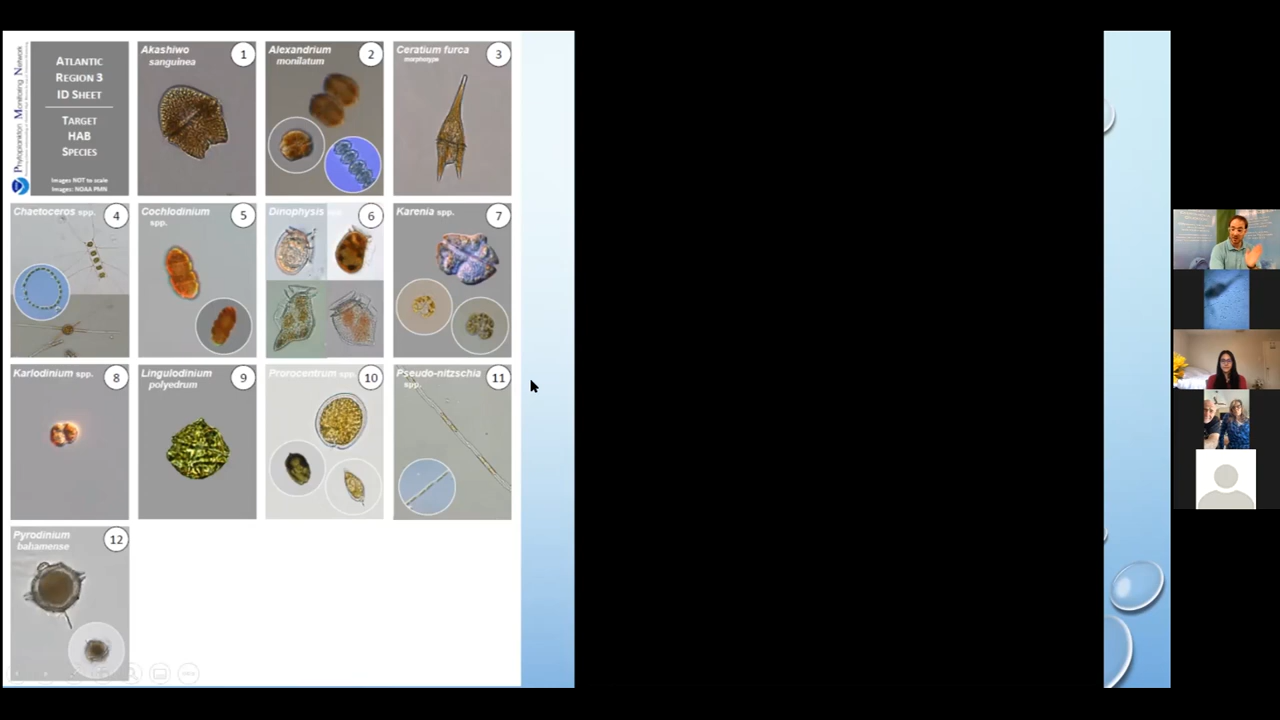 Phytoplankton Monitoring Network
ATLANTIC
REGION 3
ID SHEET
TARGET
HAB
SPECIES
Images NOT to scale
Images: NOAA PMN
Akashiwo
sanguinea
1
Alexandrium
monilatum
2
Ceratium furca
morphotype
3
Chaetoceros spp.
4
Cochlodinium
spp.
5
Dinophysis
6
Karenia spp.
7
Karlodinium spp.
8
Lingulodinium
polyedrum
9
Prorocentrum spp.
10
Pseudo-nitzschia
spp.
11
Pyrodinium
bahamense
12